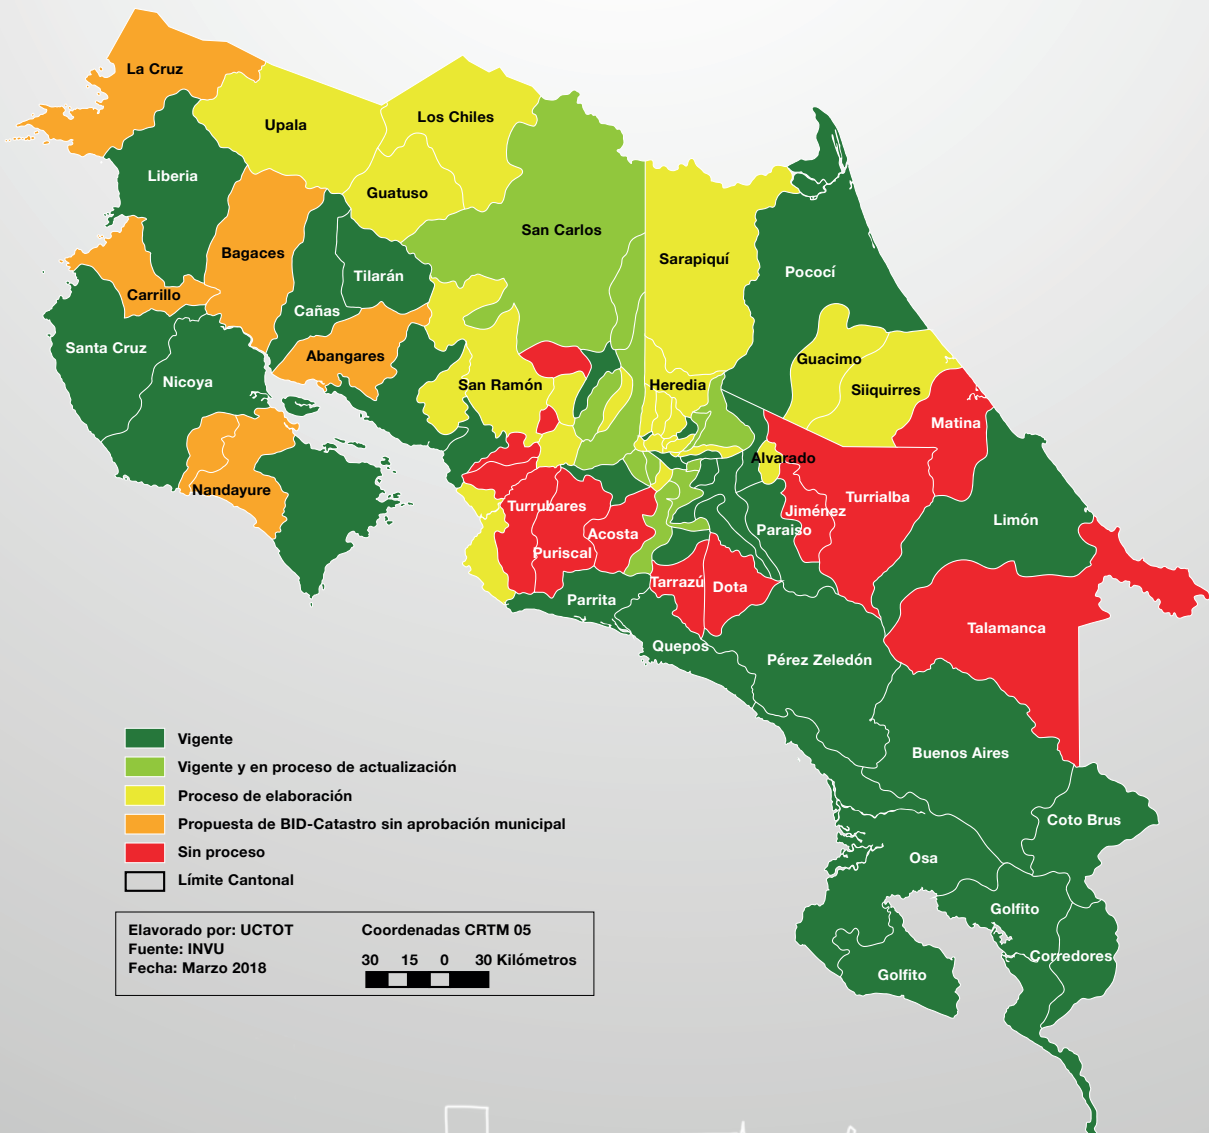 La Cruz
Los Chiles
Upala
Liberia
Guatuso
San Carlos
Bagaces
Sarapiquí
Tilarán
Pococí
Carrillo
Cañas
Santa Cruz
Abangares
Guacimo
Nicoya
San Ramón
Heredia
Siiquirres
Matina
Alvarado
Nandayure
Turrialba
Turrubares
Jiménez
Limón
Acosta
Paraiso
Puriscal
Tarrazú
Dota
Parrita
Talamanca
Quepos
Pérez Zeledón
Buenos Aires
Coto Brus
Osa
Golfito
Corredores
Golfito
Vigente
Vigente y en proceso de actualización
Proceso de elaboración
Propuesta de BID-Catastro sin aprobación municipal
Sin proceso
Límite Cantonal
Elavorado por: UCTOT
Fuente: INVU
Fecha: Marzo 2018
Coordenadas CRTM 05
30 15 0 30 Kilómetros